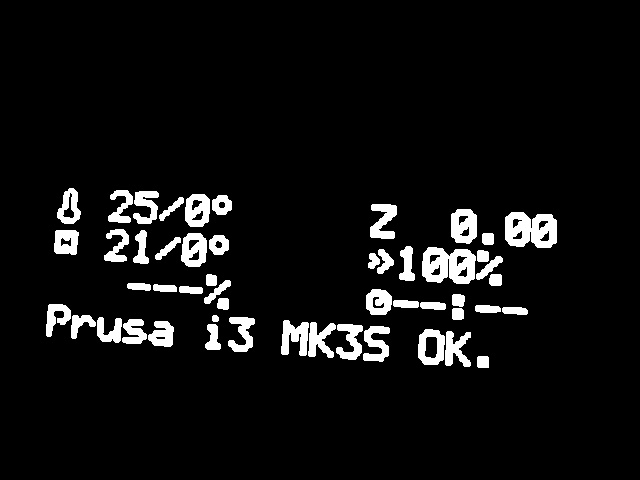 25/0° Z 0.00
21/0° »100%
---% --:--
Prusa i3 MK3S OK.